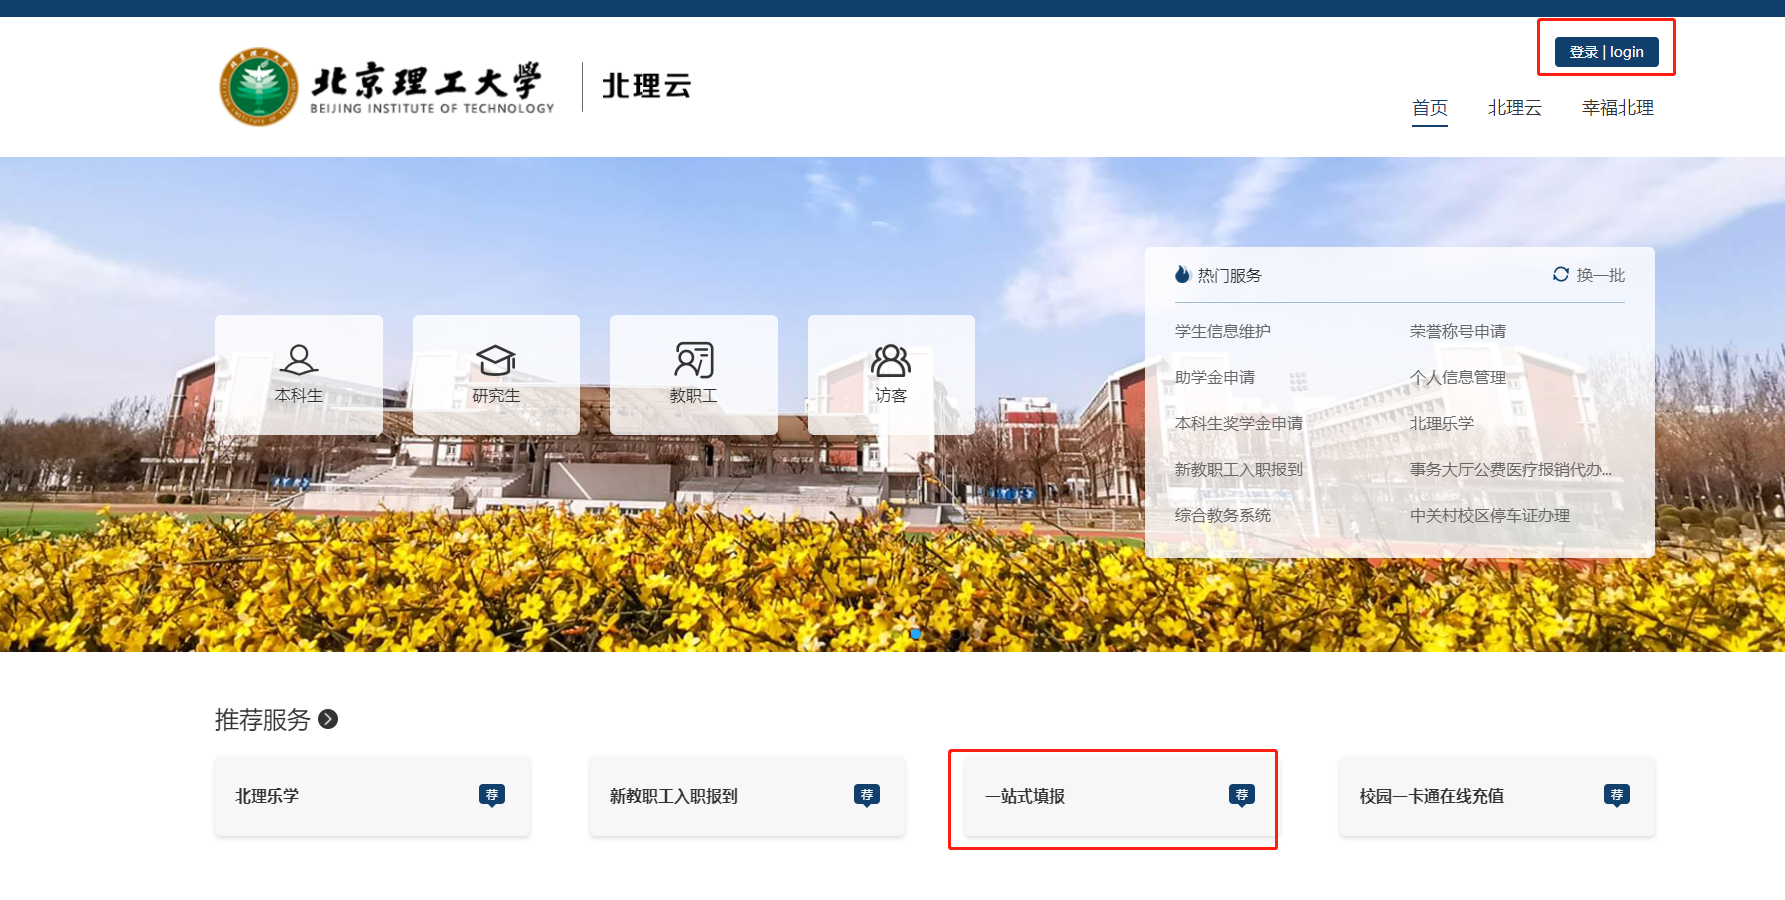 登录 | login
北京理工大學
BEIJING INSTITUTE OF TECHNOLOGY
北理云
首页
北理云
幸福北理
热门服务
换一批
学生信息维护
荣誉称号申请
助学金申请
个人信息管理
本科生奖学金申请
北理乐学
新教职工入职报到
事务大厅公费医疗报销代办...
综合教务系统
中关村校区停车证办理
本科生
研究生
教职工
访客
推荐服务
北理乐学
荐
新教职工入职报到
荐
一站式填报
荐
校园一卡通在线充值
荐